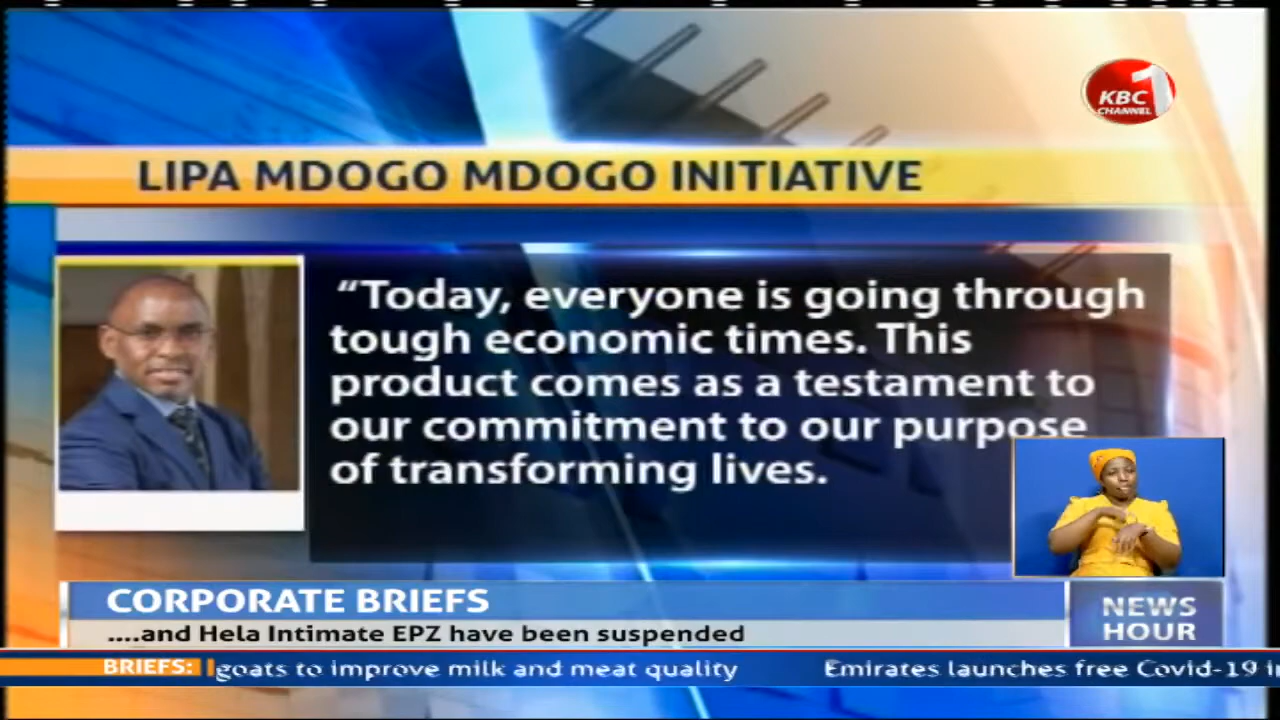 KBC 1
CHANNEL
LIPA MDOGO MDOGO INITIATIVE
“Today, everyone is going through
tough economic times. This
product comes as a testament to
our commitment to our purpose
of transforming lives.
CORPORATE BRIEFS
....and Hela Intimate EPZ have been suspended
NEWS
HOUR
BRIEFS: goats to improve milk and meat quality Emirates launches free Covid-19